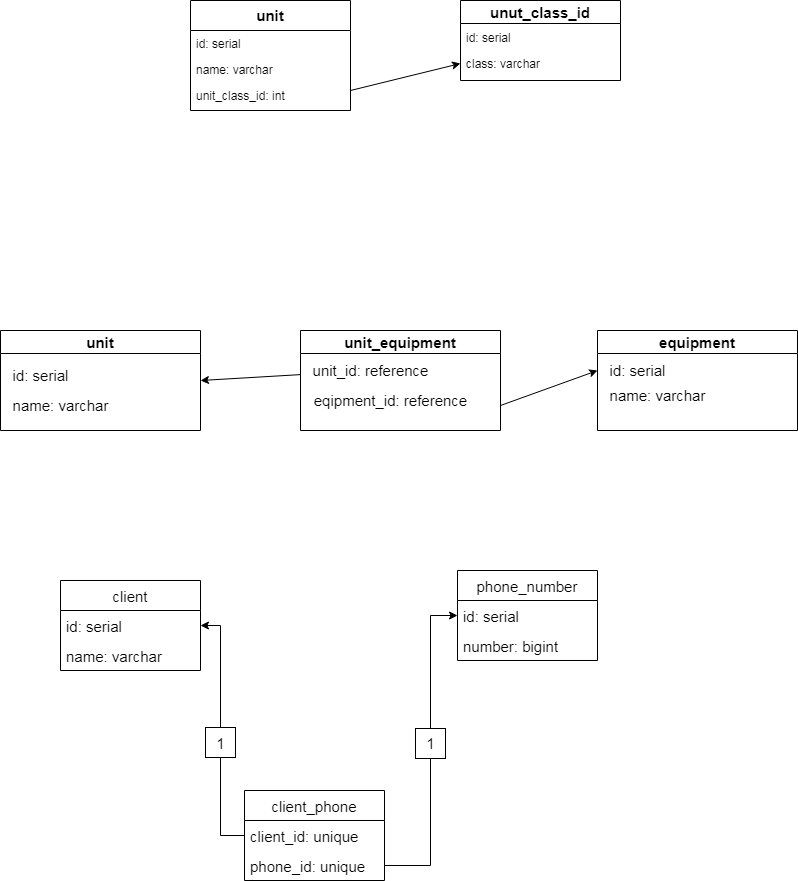 unit
id: serial
name: varchar
unit_class_id: int
unut_class_id
id: serial
class: varchar
unit
id: serial
name: varchar
unit_equipment
unit_id: reference
eqipment_id: reference
equipment
id: serial
name: varchar
client
id: serial
name: varchar
phone_number
id: serial
number: bigint
1
1
client_phone
client_id: unique
phone_id: unique